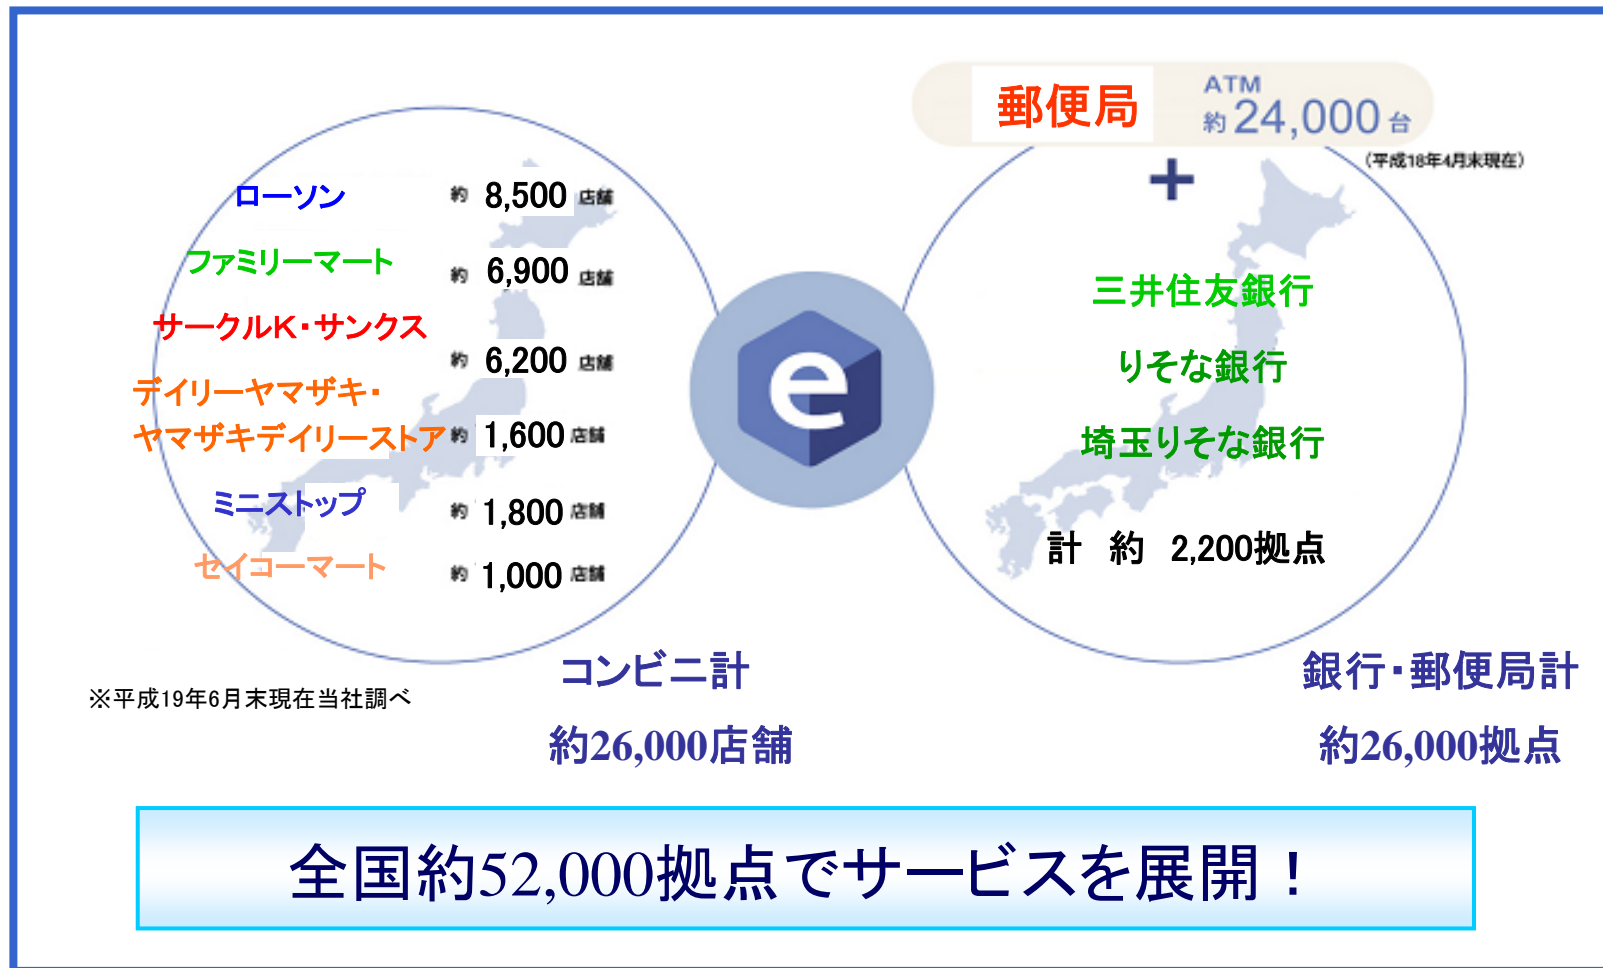 郵便局 ATM 約24,000台
(平成18年4月末現在)
+
ローソン 約 8,500 店舗
ファミリーマート 約 6,900 店舗
サークルK・サンクス
約 6,200 店舗
デイリーヤマザキ・
ヤマザキデイリーストア 約 1,600 店舗
ミニストップ 約 1,800 店舗
セイコーマート 約 1,000 店舗
e
三井住友銀行
りそな銀行
埼玉りそな銀行
計 約 2,200拠点
※平成19年6月末現在当社調べ
コンビニ計
約26,000店舗
銀行・郵便局計
約26,000拠点
全国約52,000拠点でサービスを展開！